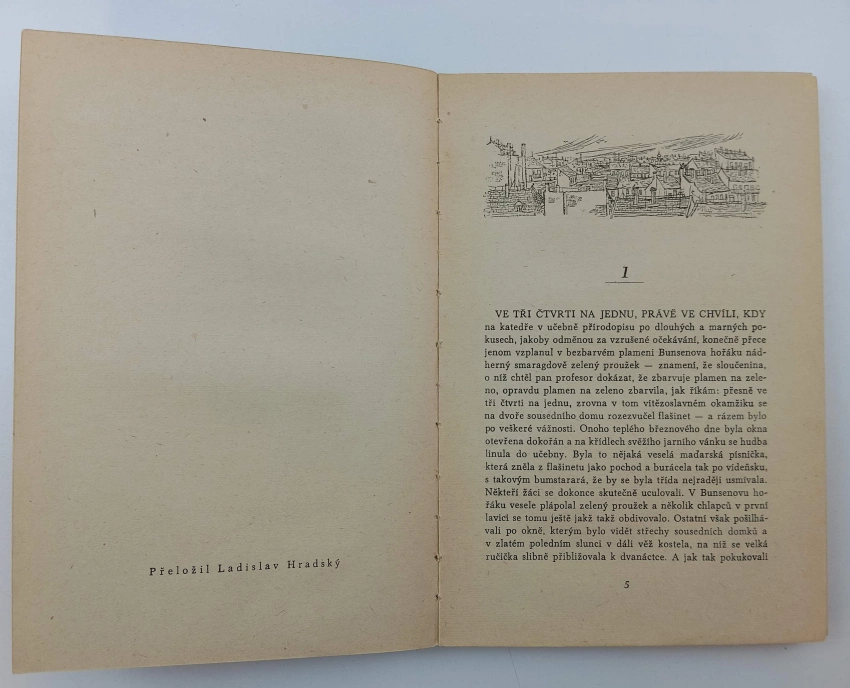 Přeložil Ladislav Hradský
1
VE TŘI ČTVRTI NA JEDNU, PRÁVĚ VE CHVÍLI, KDY
na katedře v učebně přírodopisu po dlouhých a marných po-
kusech, jakoby odměnou za vzrušené očekávání, konečně přece
jenom vzplanul v bezbarvém plameni Bunsenova hořáku nád-
herný smaragdově zelený proužek — znamení, že sloučenina,
o níž chtěl pan profesor dokázat, že zbarvuje plamen na zele-
no, opravdu plamen na zeleno zbarvila, jak říkám: přesně ve
tři čtvrti na jednu, zrovna v tom vítězoslavném okamžiku se
na dvoře sousedního domu rozezvučel flašinet — a rázem bylo
po veškeré vážnosti. Onoho teplého březnového dne byla okna
otevřena dokořán a na křídlech svěžího jarního vánku se hudba
linula do učebny. Byla to nějaká veselá maďarská písnička,
která zněla z flašinetu jako pochod a burácela tak po vídeňsku,
s takovým bumstarará, že by se byla třída nejraději usmívala.
Někteří žáci se dokonce skutečně uculovali. V Bunsenovu ho-
řáku vesele plápolal zelený proužek a několik chlapců v první
lavici se tomu ještě jakž takž obdivovalo. Ostatní však pošilhá-
vali po okně, kterým bylo vidět střechy sousedních domků a
v zlatém poledním slunci v dáli věž kostela, na níž se velká
ručička slibně přibližovala k dvanáctce. A jak tak pokukovali
5